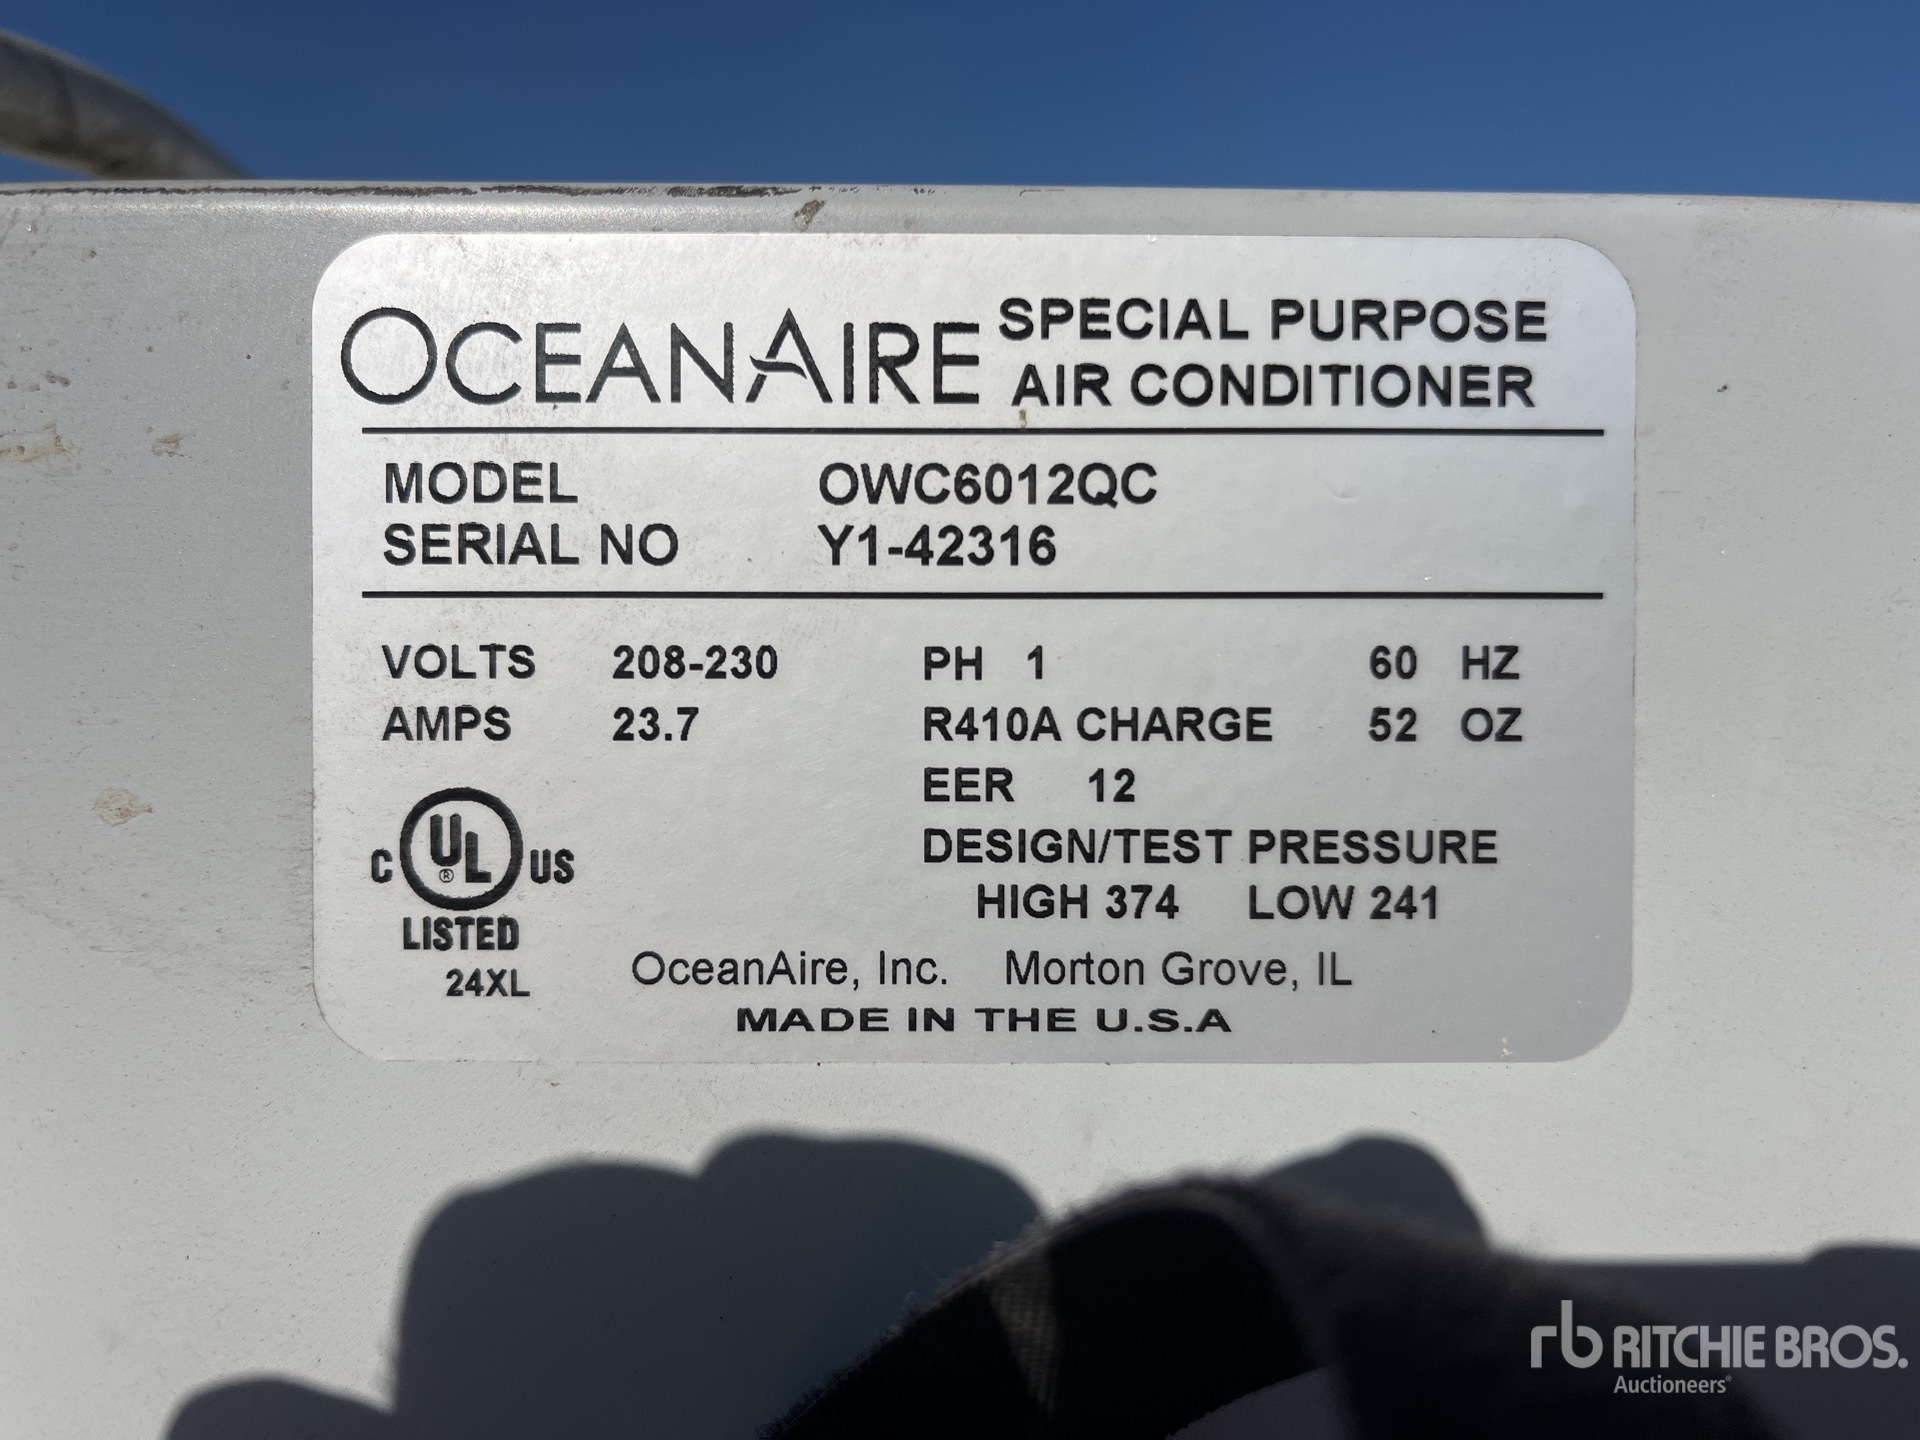 OCEANAIRE SPECIAL PURPOSE
AIR CONDITIONER
MODEL OWC6012QC
SERIAL NO Y1-42316
VOLTS 208-230 PH 1 60 HZ
AMPS 23.7 R410A CHARGE 52 OZ
EER 12
C UL ® US
LISTED
24XL
DESIGN/TEST PRESSURE
HIGH 374 LOW 241
OceanAire, Inc. Morton Grove, IL
MADE IN THE U.S.A
rb RITCHIE BROS.
Auctioneers®